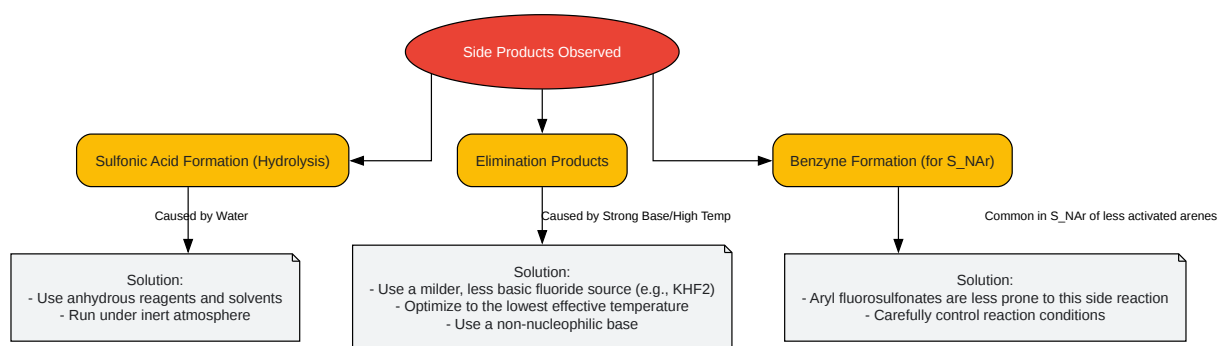 Side Products Observed
Sulfonic Acid Formation (Hydrolysis)
Elimination Products
Benzyne Formation (for S_NAr)
Caused by Water
Caused by Strong Base/High Temp
Common in S_NAr of less activated arenes
Solution:
- Use anhydrous reagents and solvents
- Run under inert atmosphere
Solution:
- Use a milder, less basic fluoride source (e.g., KHF2)
- Optimize to the lowest effective temperature
- Use a non-nucleophilic base
Solution:
- Aryl fluorosulfonates are less prone to this side reaction
- Carefully control reaction conditions